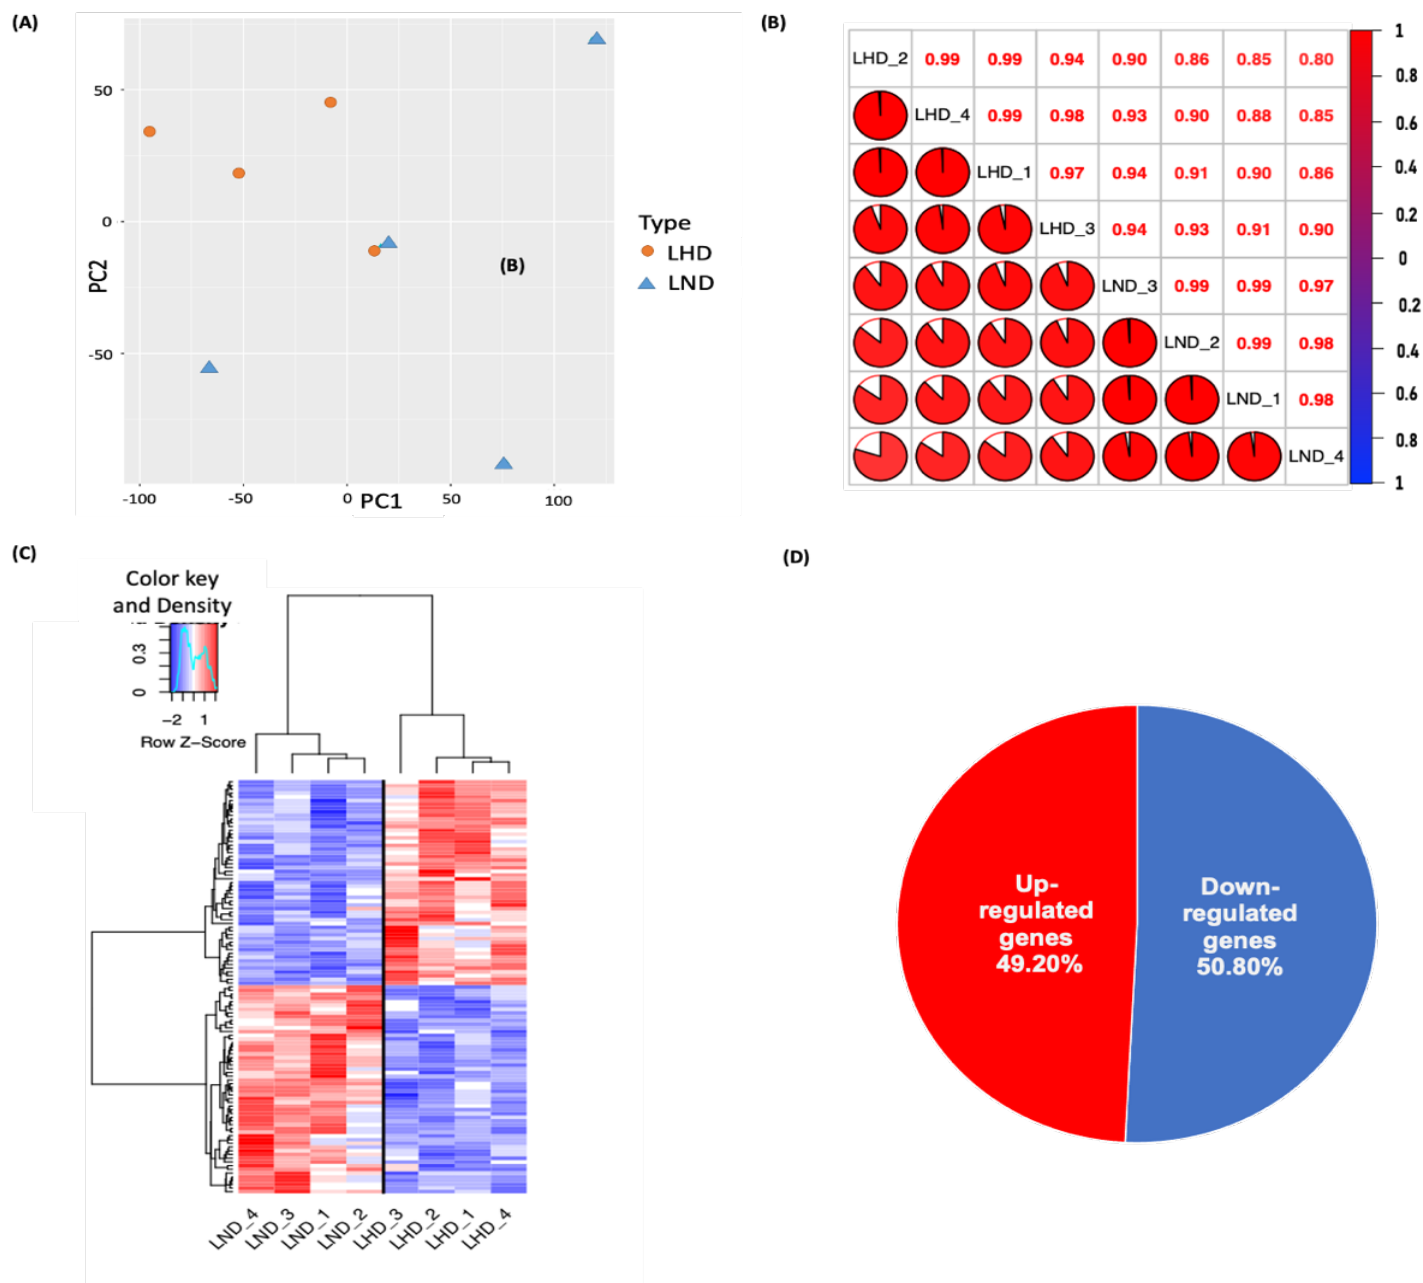 (A)
50
0
-50
PC2
-100
-50
0
50
100
PC1
(B)
Type
LHD
LND
(B)
LHD_2 0.99 0.99 0.94 0.90 0.86 0.85 0.80
LHD_4 0.99 0.98 0.93 0.90 0.88 0.85
LHD_1 0.97 0.94 0.91 0.90 0.86
LHD_3 0.94 0.93 0.91 0.90
LND_3 0.99 0.99 0.97
LND_2 0.99 0.98
LND_1 0.98
LND_4
1
0.8
0.6
0.4
0.2
0
0.2
0.4
0.6
0.8
1
(C)
Color key
and Density
0.3
0
−2 1
Row Z−Score
LND_4
LND_3
LND_1
LND_2
LHD_3
LHD_2
LHD_1
LHD_4
(D)
Up-
regulated
genes
49.20%
Down-
regulated
genes
50.80%